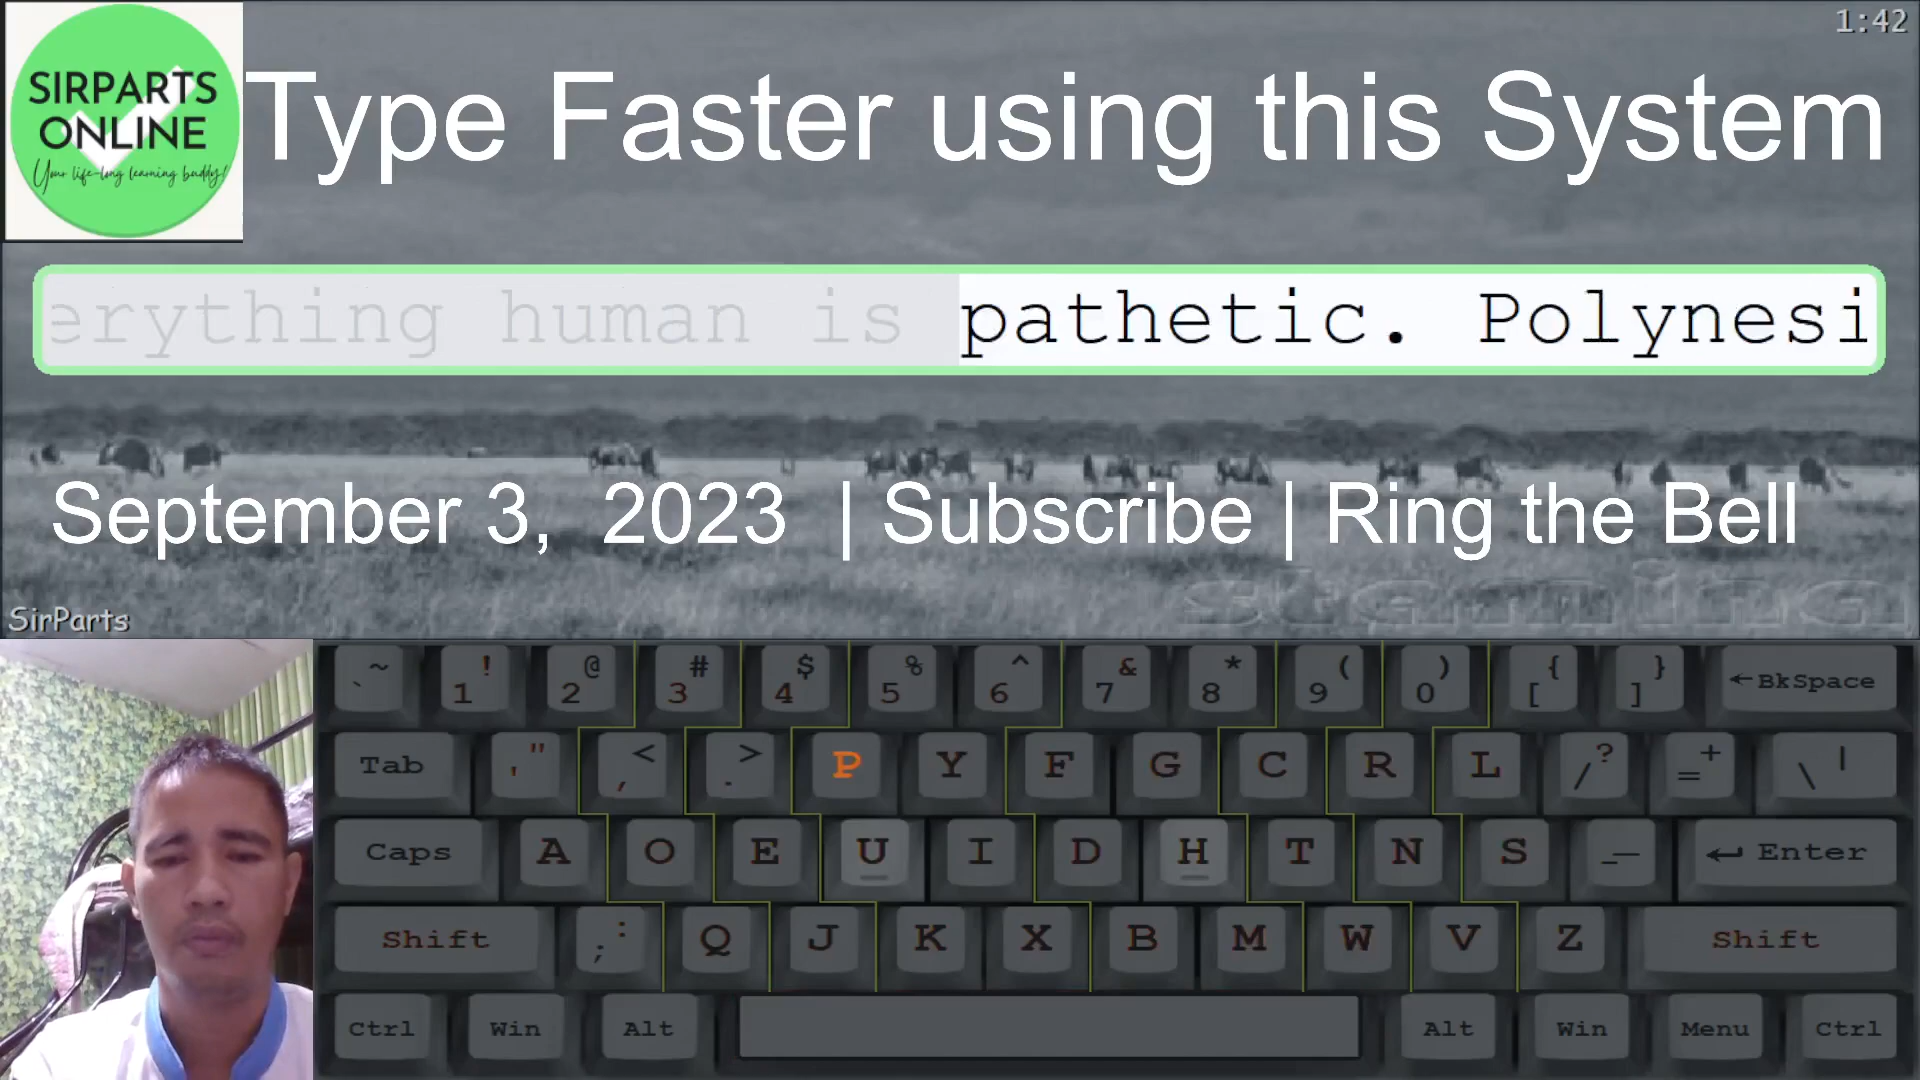 1:42
SIRPARTS
ONLINE
Your life-long learning buddy!
Type Faster using this System
erything human is pathetic. Polynesi
September 3, 2023 | Subscribe | Ring the Bell
stamina
SirParts
~ ` ! 1 @ 2 # 3 $ 4 % 5 ^ 6 & 7 * 8 ( 9 ) 0 { [ } ] ←BkSpace
Tab " ' < , > . P Y F G C R L ? / + = | \
Caps A O E U I D H T N S _ — ↵ Enter
Shift : ; Q J K X B M W V Z Shift
Ctrl Win Alt Alt Win Menu Ctrl